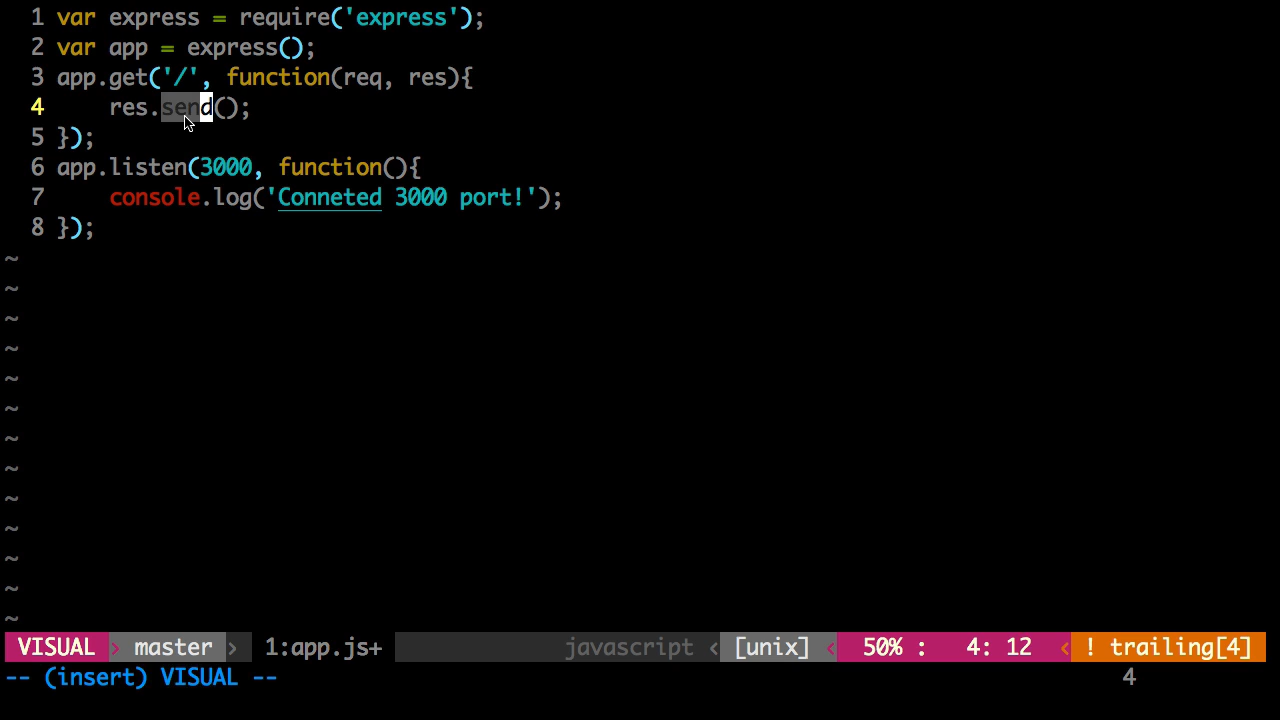 1 var express = require('express');
2 var app = express();
3 app.get('/', function(req, res){
4     res.send();
5 });
6 app.listen(3000, function(){
7     console.log('Conneted 3000 port!');
8 });
~
~
~
~
~
~
~
~
~
~
~
~
~
VISUAL > master > 1:app.js+ javascript < [unix] < 50% : 4: 12 < ! trailing[4]
-- (insert) VISUAL -- 4